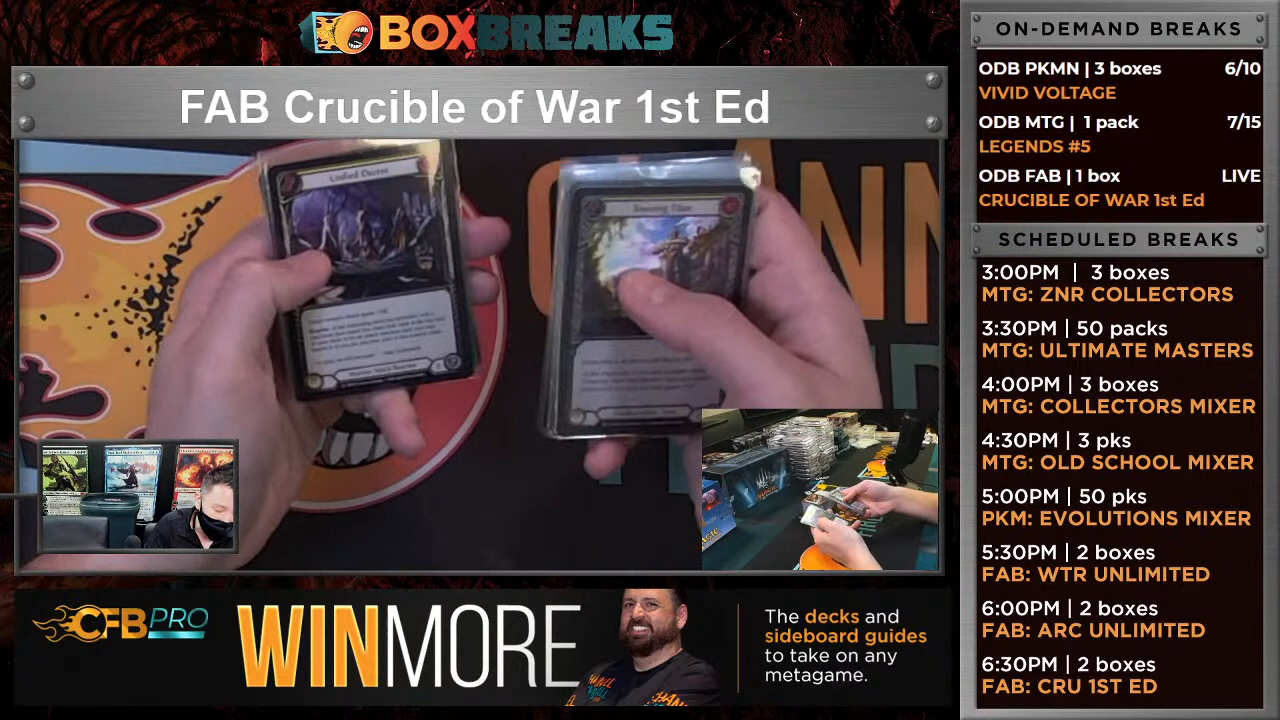 BOXBREAKS
FAB Crucible of War 1st Ed
Unified Decree
Towering Titan
CFBPRO
WINMORE
The decks and
sideboard guides
to take on any
metagame.
ON-DEMAND BREAKS
ODB PKMN | 3 boxes 6/10
VIVID VOLTAGE
ODB MTG | 1 pack 7/15
LEGENDS #5
ODB FAB | 1 box LIVE
CRUCIBLE OF WAR 1st Ed
SCHEDULED BREAKS
3:00PM | 3 boxes
MTG: ZNR COLLECTORS
3:30PM | 50 packs
MTG: ULTIMATE MASTERS
4:00PM | 3 boxes
MTG: COLLECTORS MIXER
4:30PM | 3 pks
MTG: OLD SCHOOL MIXER
5:00PM | 50 pks
PKM: EVOLUTIONS MIXER
5:30PM | 2 boxes
FAB: WTR UNLIMITED
6:00PM | 2 boxes
FAB: ARC UNLIMITED
6:30PM | 2 boxes
FAB: CRU 1ST ED